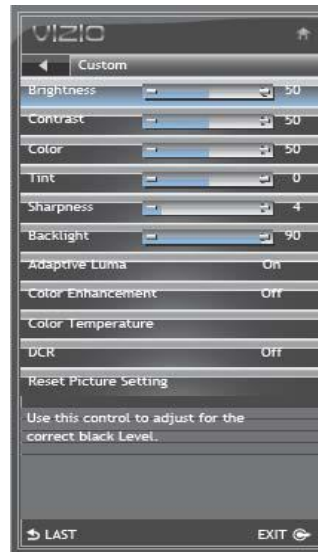 VIZIO
Custom
Brightness 50
Contrast 50
Color 50
Tint 0
Sharpness 4
Backlight 90
Adaptive Luma On
Color Enhancement Off
Color Temperature
DCR Off
Reset Picture Setting
Use this control to adjust for the
correct black Level.
LAST EXIT